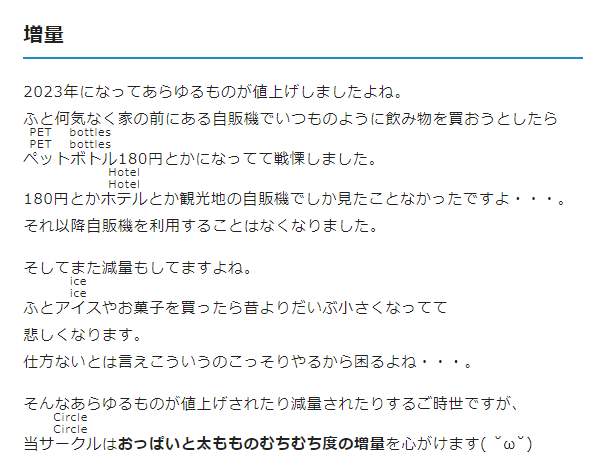 増量
2023年になってあらゆるものが値上げしましたよね。
ふと何気なく家の前にある自販機でいつものように飲み物を買おうとしたら
PET bottles
PET bottles
ペットボトル180円とかになってて戦慄しました。
Hotel
Hotel
180円とかホテルとか観光地の自販機でしか見たことなかったですよ・・・。
それ以降自販機を利用することはなくなりました。
そしてまた減量もしてますよね。
ice
ice
ふとアイスやお菓子を買ったら昔よりだいぶ小さくなってて
悲しくなります。
仕方ないとは言えこういうのこっそりやるから困るよね・・・。
そんなあらゆるものが値上げされたり減量されたりするご時世ですが、
Circle
Circle
当サークルはおっぱいと太もものむちむち度の増量を心がけます( ˘ω˘)